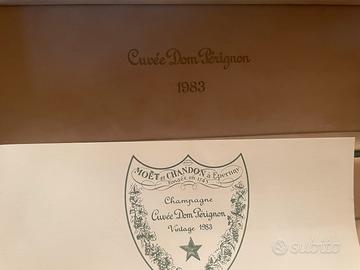 Cuvée Dom Pérignon
1983
MOËT et CHANDON à Epernay
Fondée en 1743
Champagne
Cuvée Dom Pérignon
Vintage 1983
subito